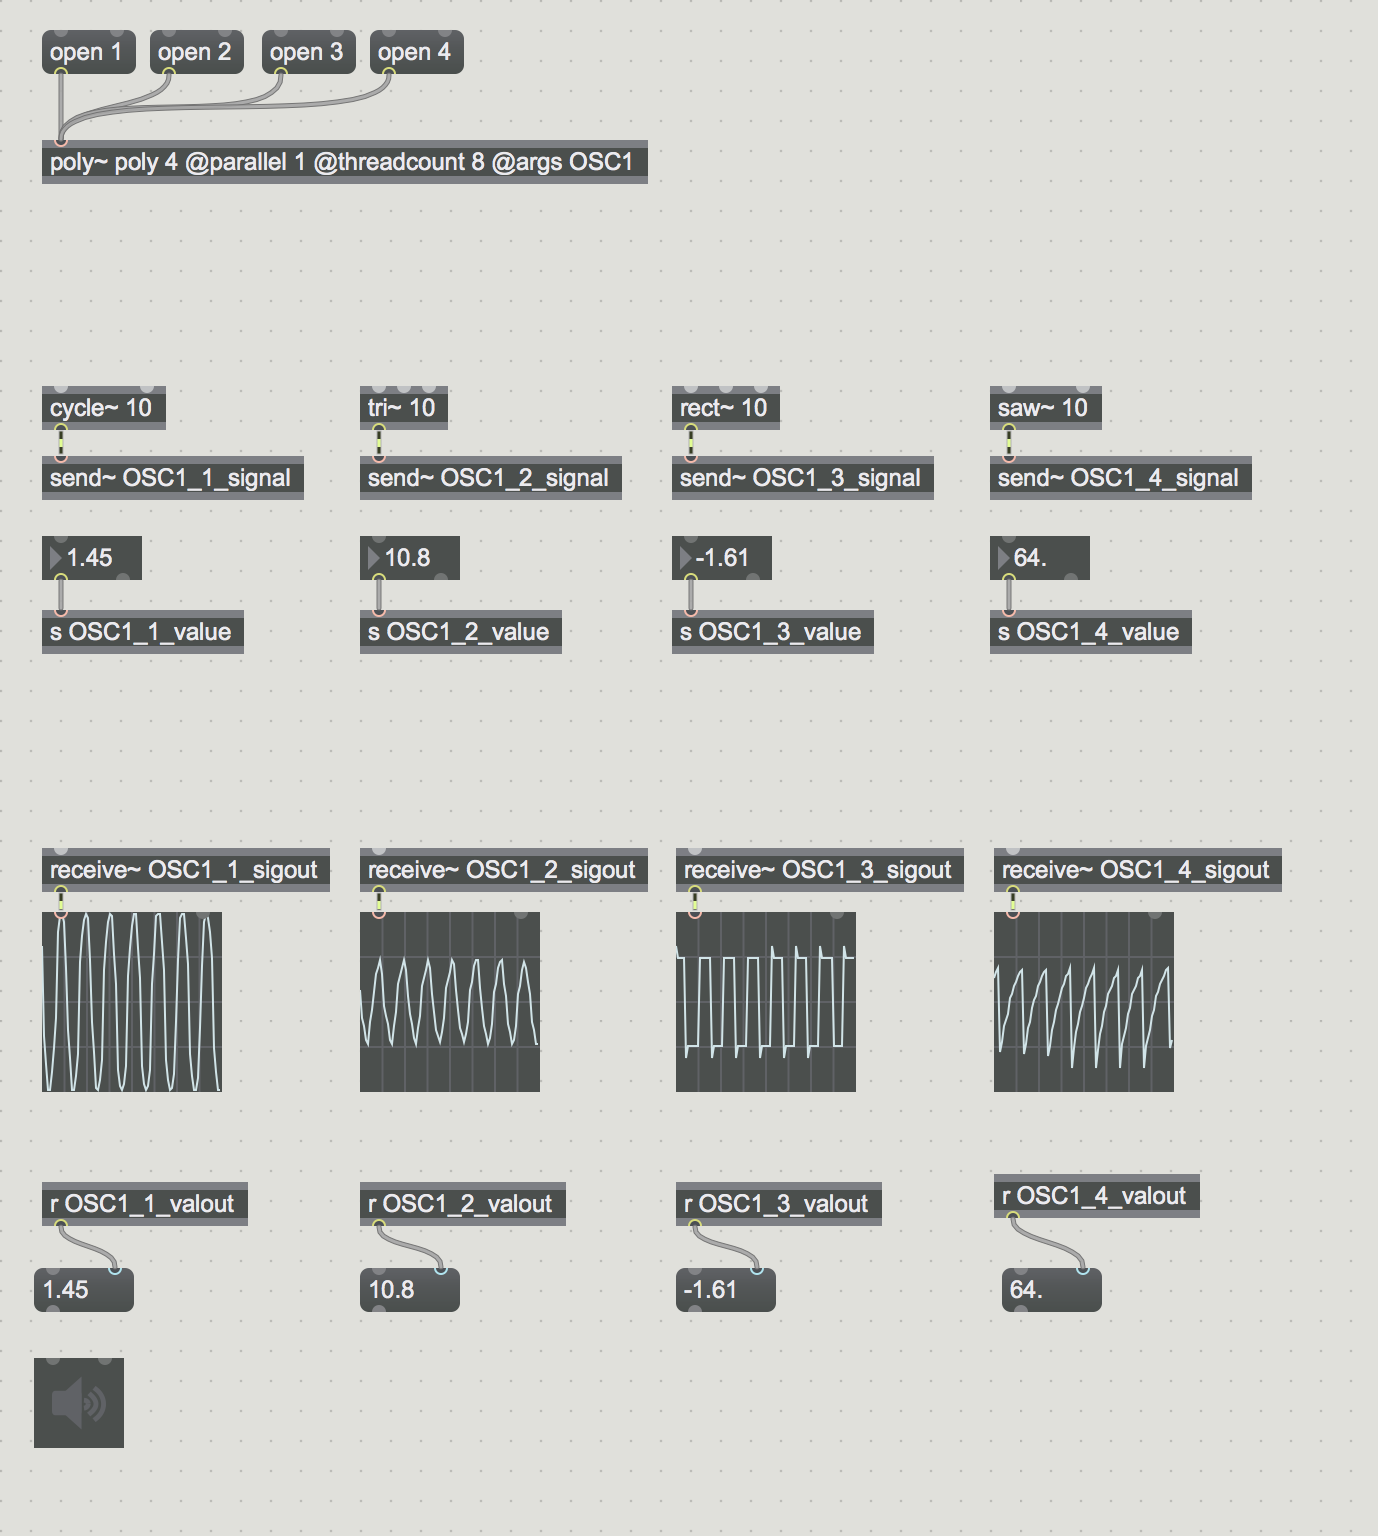 open 1 open 2 open 3 open 4
poly~ poly 4 @parallel 1 @threadcount 8 @args OSC1
cycle~ 10 tri~ 10 rect~ 10 saw~ 10
send~ OSC1_1_signal send~ OSC1_2_signal send~ OSC1_3_signal send~ OSC1_4_signal
1.45 10.8 -1.61 64.
s OSC1_1_value s OSC1_2_value s OSC1_3_value s OSC1_4_value
receive~ OSC1_1_sigout receive~ OSC1_2_sigout receive~ OSC1_3_sigout receive~ OSC1_4_sigout
r OSC1_1_valout r OSC1_2_valout r OSC1_3_valout r OSC1_4_valout
1.45 10.8 -1.61 64.